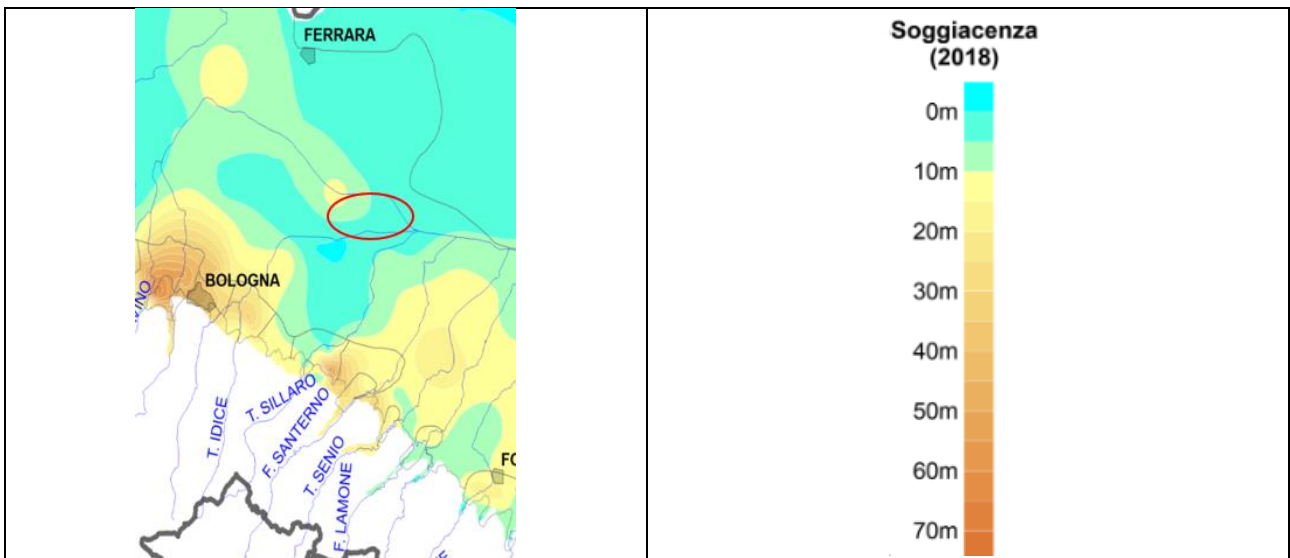 FERRARA
BOLOGNA
T. IDICE
T. SILLARO
F. SANTERNO
T. SENIO
F. LAMONE
Soggiacenza
(2018)
0m
10m
20m
30m
40m
50m
60m
70m